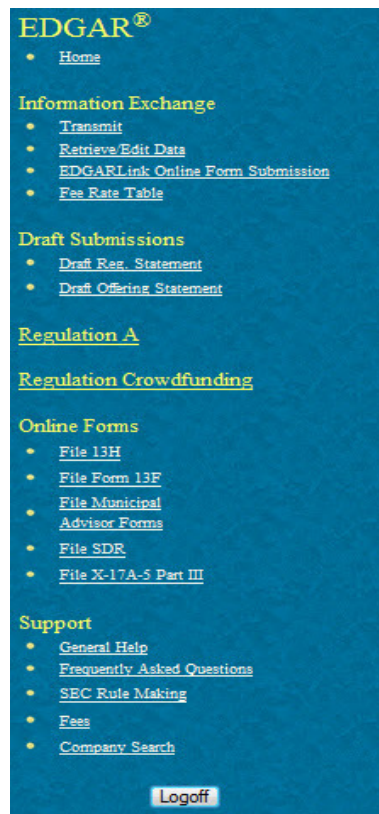 EDGAR®
Home
Information Exchange
Transmit
Retrieve/Edit Data
EDGARLink Online Form Submission
Fee Rate Table
Draft Submissions
Draft Reg. Statement
Draft Offering Statement
Regulation A
Regulation Crowdfunding
Online Forms
File 13H
File Form 13F
File Municipal
Advisor Forms
File SDR
File X-17A-5 Part III
Support
General Help
Frequently Asked Questions
SEC Rule Making
Fees
Company Search
Logoff